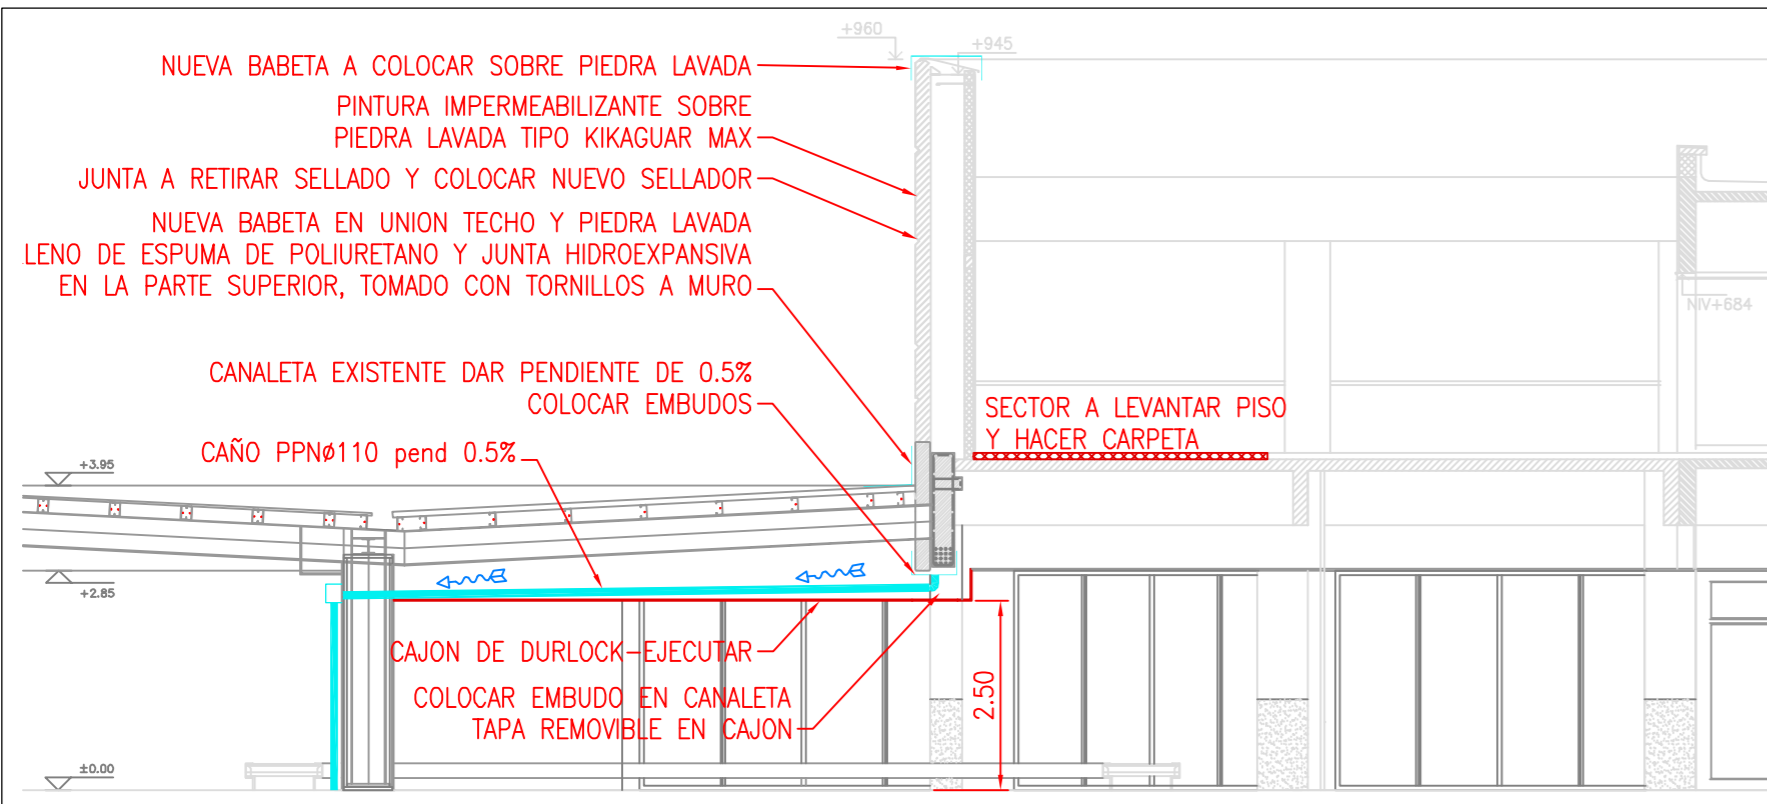 +960
+945
NUEVA BABETA A COLOCAR SOBRE PIEDRA LAVADA
PINTURA IMPERMEABILIZANTE SOBRE
PIEDRA LAVADA TIPO KIKAGUAR MAX
JUNTA A RETIRAR SELLADO Y COLOCAR NUEVO SELLADOR
NUEVA BABETA EN UNION TECHO Y PIEDRA LAVADA
LENO DE ESPUMA DE POLIURETANO Y JUNTA HIDROEXPANSIVA
EN LA PARTE SUPERIOR, TOMADO CON TORNILLOS A MURO
NIV+684
CANALETA EXISTENTE DAR PENDIENTE DE 0.5%
COLOCAR EMBUDOS
SECTOR A LEVANTAR PISO
Y HACER CARPETA
CAÑO PPNø110 pend 0.5%
+3.95
+2.85
CAJON DE DURLOCK-EJECUTAR
COLOCAR EMBUDO EN CANALETA
TAPA REMOVIBLE EN CAJON
2.50
±0.00